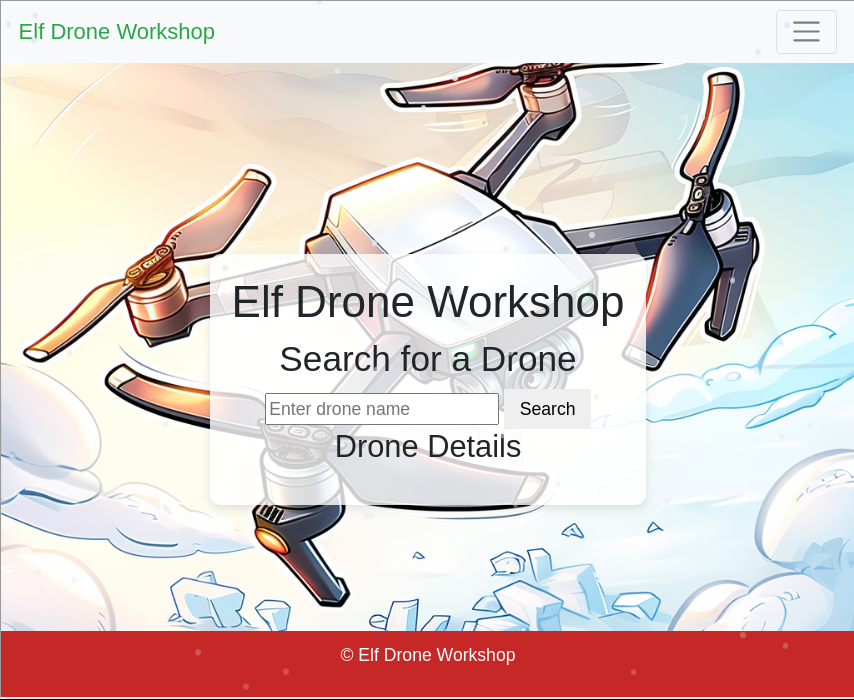 Elf Drone Workshop
Elf Drone Workshop
Search for a Drone
Enter drone name Search
Drone Details
© Elf Drone Workshop